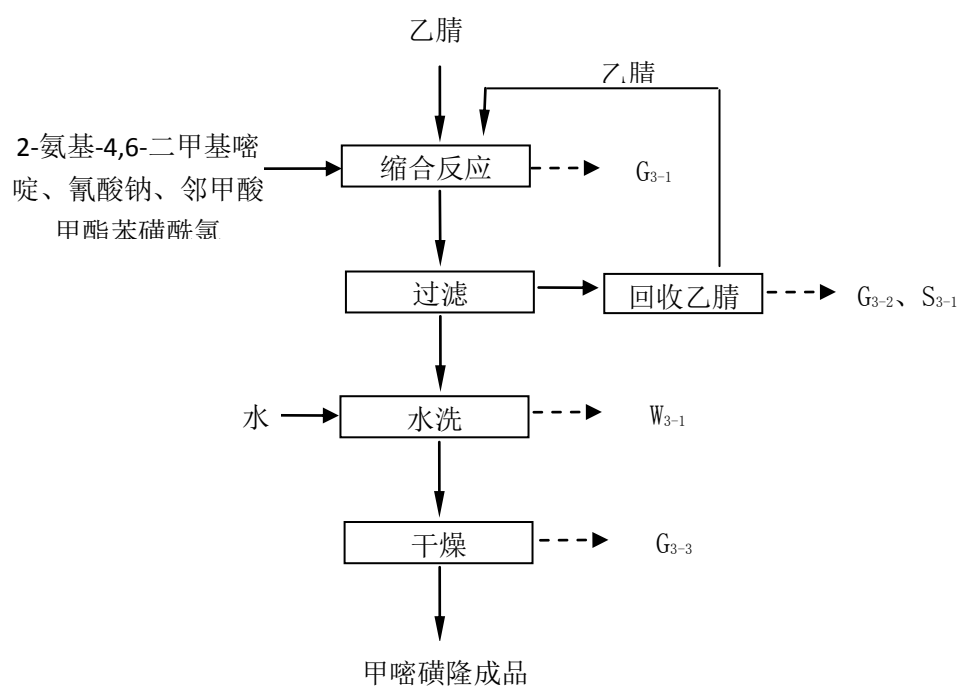 乙腈
乙腈
2-氨基-4,6-二甲基嘧
啶、氰酸钠、邻甲酸
甲酯苯磺酰氯
缩合反应
G3-1
过滤
回收乙腈
G3-2、S3-1
水
水洗
W3-1
干燥
G3-3
甲嘧磺隆成品